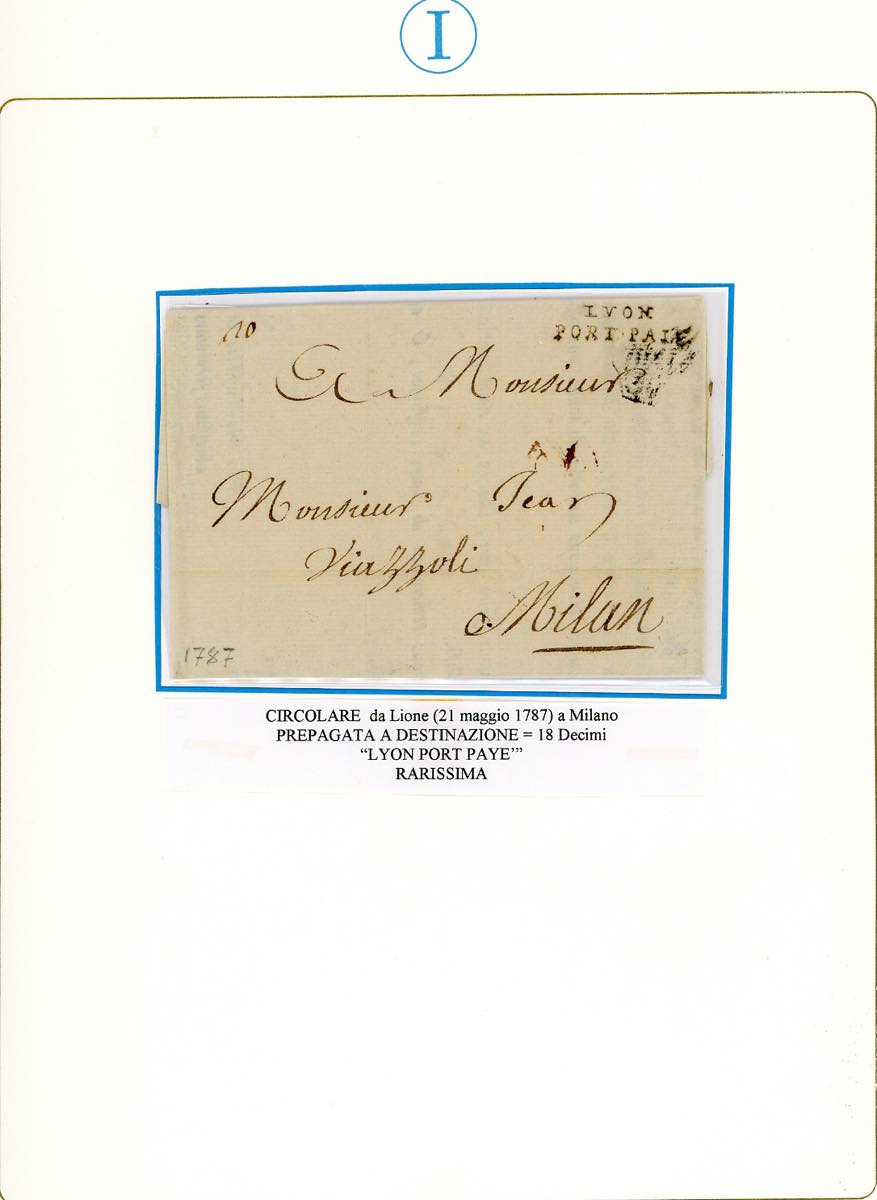 I
LYON
PORT·PAIE
10
A Monsieur
Monsieur Jean
Viazzoli
Milan
1787
CIRCOLARE da Lione (21 maggio 1787) a Milano
PREPAGATA A DESTINAZIONE = 18 Decimi
“LYON PORT PAYE’”
RARISSIMA